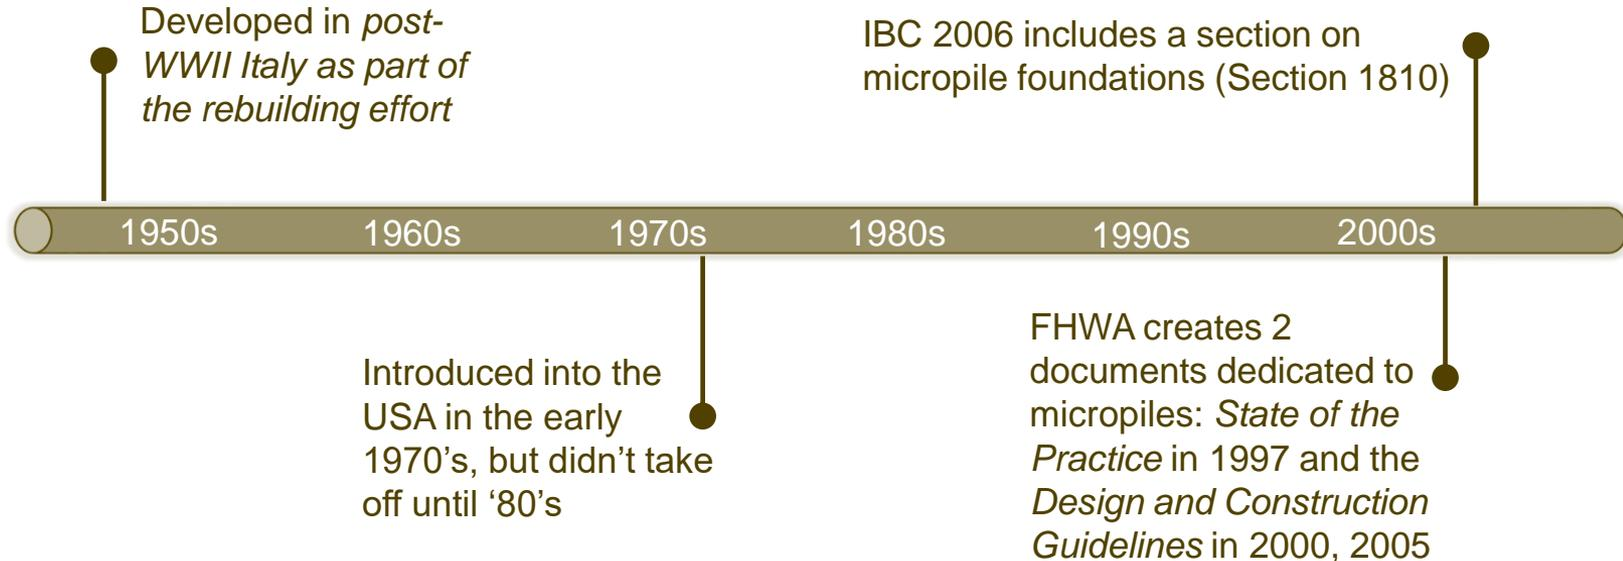 Developed in post-
WWII Italy as part of
the rebuilding effort
IBC 2006 includes a section on
micropile foundations (Section 1810)
1950s 1960s 1970s 1980s 1990s 2000s
Introduced into the
USA in the early
1970's, but didn't take
off until ‘80's
FHWA creates 2
documents dedicated to
micropiles: State of the
Practice in 1997 and the
Design and Construction
Guidelines in 2000, 2005